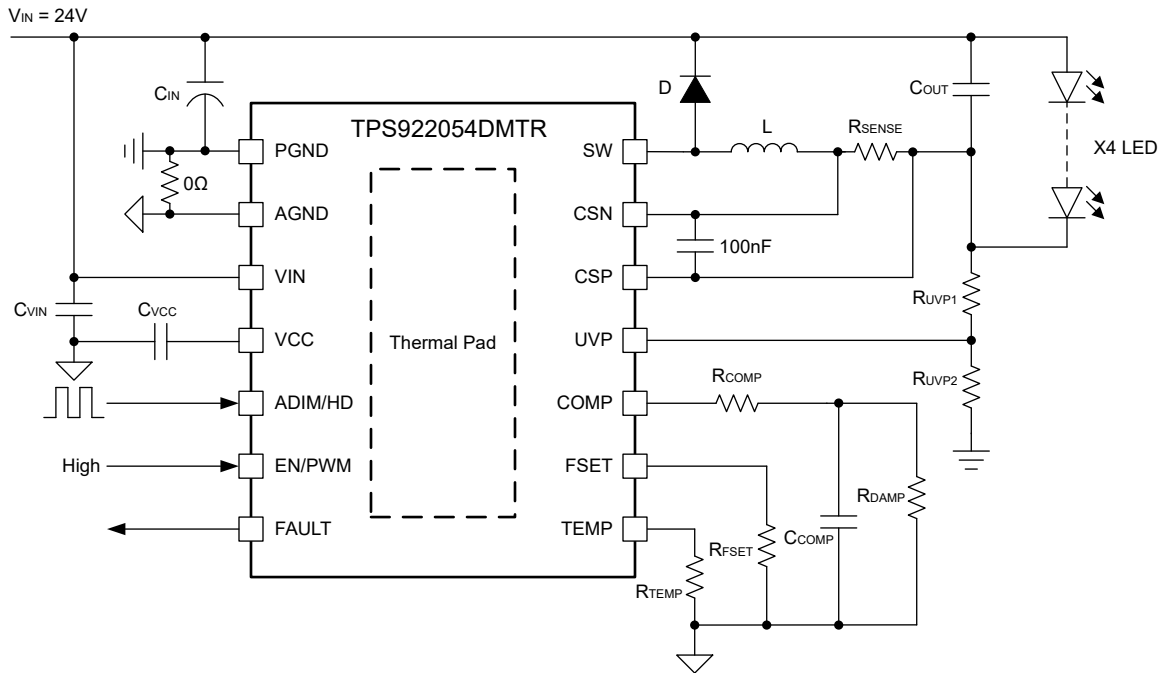 VIN = 24V
CIN
D
L
RSENSE
COUT
X4 LED
TPS922054DMTR
PGND
SW
0Ω
AGND
CSN
100nF
VIN
CSP
RUVP1
CVIN
CVCC
VCC
Thermal Pad
UVP
RUVP2
RCOMP
ADIM/HD
COMP
High
EN/PWM
FSET
RDAMP
FAULT
TEMP
RFSET
CCOMP
RTEMP